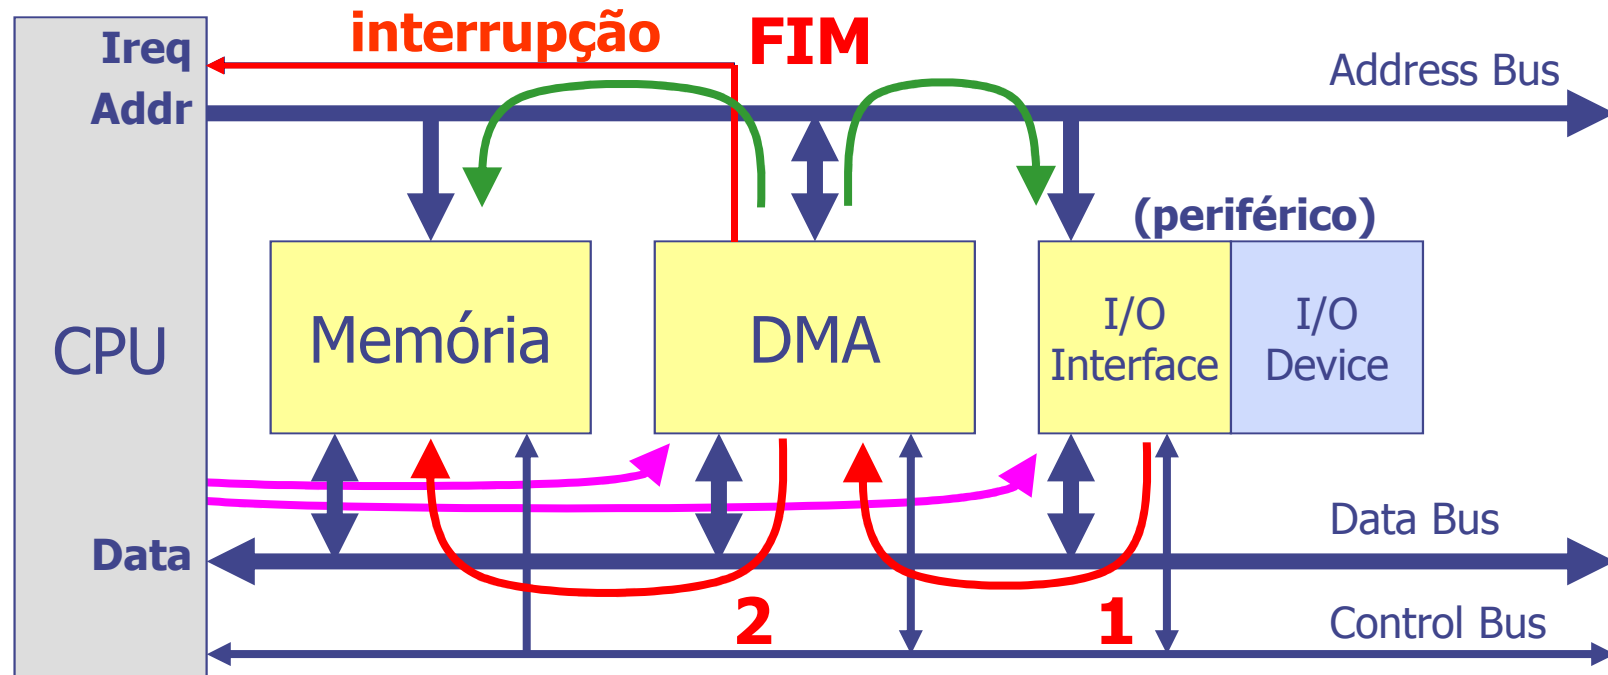 interrupção
FIM
Ireq
Addr
Address Bus
(periférico)
CPU
Memória
DMA
I/O
Interface
I/O
Device
Data
Data Bus
2
1
Control Bus